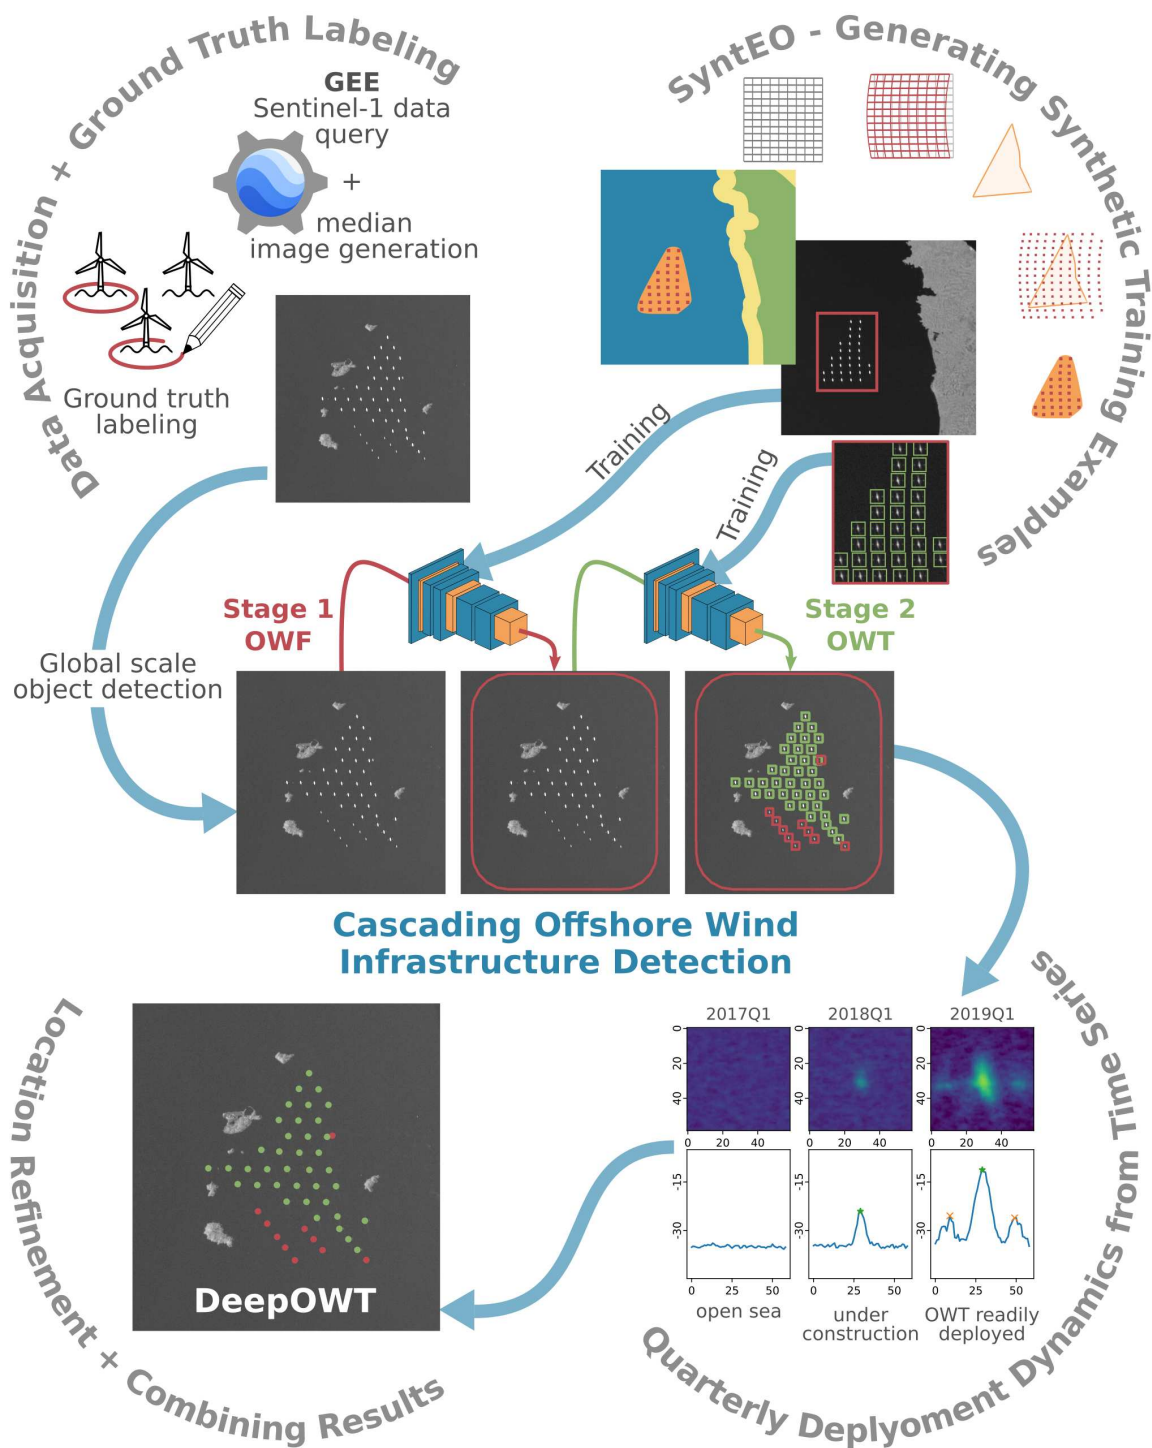 Data Acquisition + Ground Truth Labeling
GEE
Sentinel-1 data
query
+
median
image generation
Ground truth
labeling
SyntEO - Generating Synthetic Training Examples
Training
Training
Stage 1
OWF
Stage 2
OWT
Global scale
object detection
Cascading Offshore Wind
Infrastructure Detection
Quarterly Deplyoment Dynamics from Time Series
2017Q1
2018Q1
2019Q1
0
20
40
0
20
40
0
20
40
0
20
40
0
20
40
0
20
40
-15
-30
-15
-30
-15
-30
0
25
50
0
25
50
0
25
50
open sea
under
construction
OWT readily
deployed
Location Refinement + Combining Results
DeepOWT